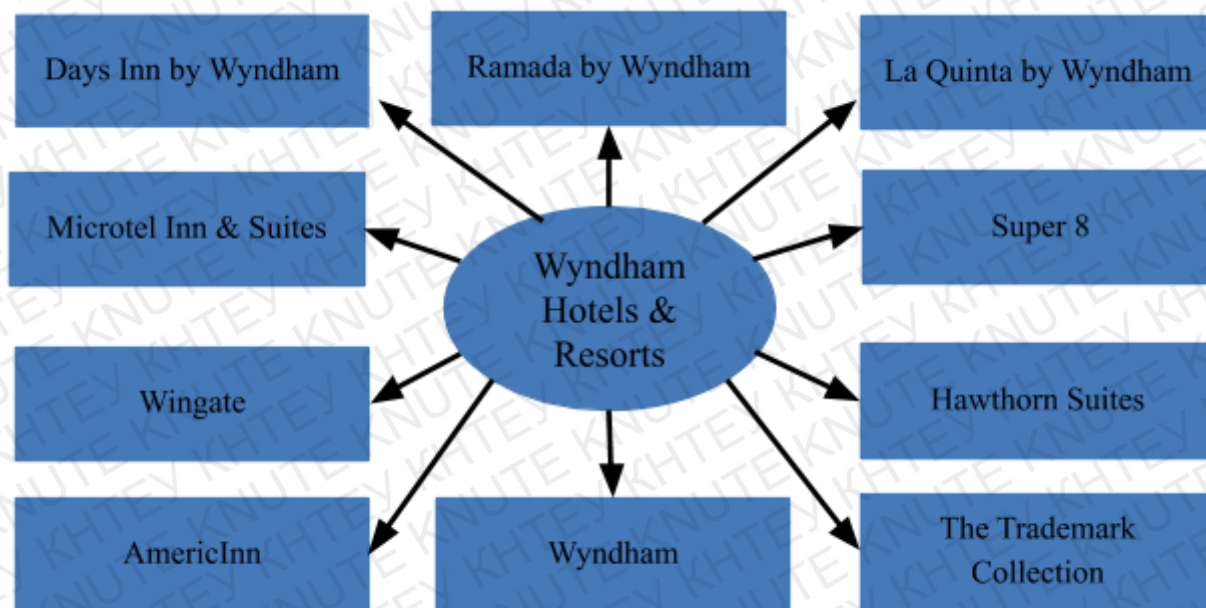 Days Inn by Wyndham
Ramada by Wyndham
La Quinta by Wyndham
Microtel Inn & Suites
Super 8
Wyndham
Hotels &
Resorts
Wingate
Hawthorn Suites
AmericInn
Wyndham
The Trademark
Collection